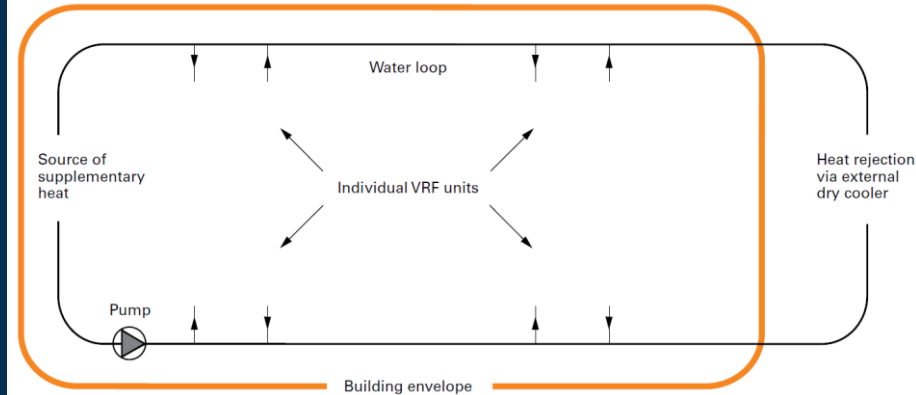 Water loop
Source of
supplementary
heat
Individual VRF units
Heat rejection
via external
dry cooler
Pump
Building envelope